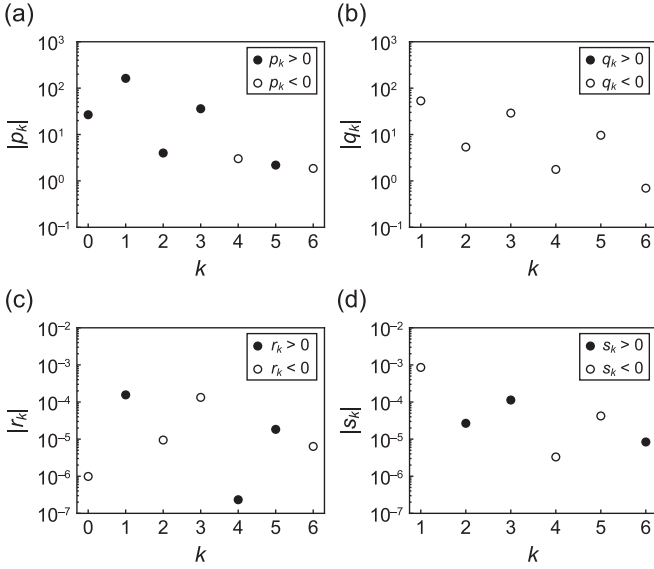 (a)
10³
10²
10¹
10⁰
10⁻¹
|pₖ|
● pₖ > 0
○ pₖ < 0
0 1 2 3 4 5 6
k
(b)
10³
10²
10¹
10⁰
10⁻¹
|qₖ|
● qₖ > 0
○ qₖ < 0
1 2 3 4 5 6
k
(c)
10⁻²
10⁻³
10⁻⁴
10⁻⁵
10⁻⁶
10⁻⁷
|rₖ|
● rₖ > 0
○ rₖ < 0
0 1 2 3 4 5 6
k
(d)
10⁻²
10⁻³
10⁻⁴
10⁻⁵
10⁻⁶
10⁻⁷
|sₖ|
● sₖ > 0
○ sₖ < 0
1 2 3 4 5 6
k